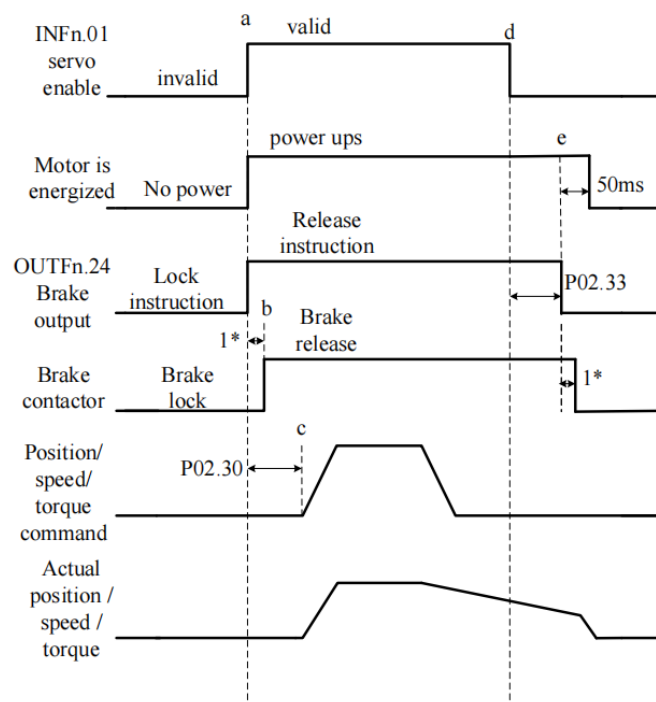 a
INFn.01
servo
enable
invalid
valid
d
Motor is
energized
No power
power ups
e
50ms
OUTFn.24
Brake
output
Lock
instruction
Release
instruction
P02.33
b
1*
Brake
contactor
Brake
lock
Brake
release
1*
Position/
speed/
torque
command
P02.30
c
Actual
position /
speed /
torque